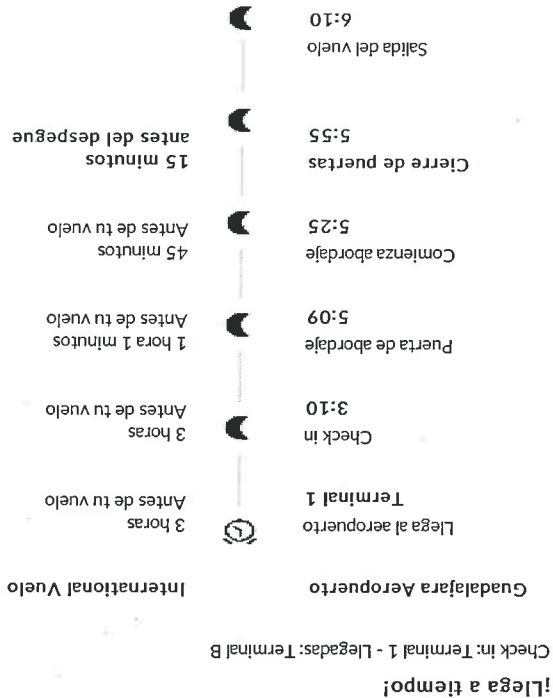 ¡Llega a tiempo!
Check in: Terminal 1 - Llegadas: Terminal B
Guadalajara Aeropuerto
International Vuelo
Llega al aeropuerto
Terminal 1
3 horas
Antes de tu vuelo
Check in
3:10
3 horas
Antes de tu vuelo
Puerta de abordaje
5:09
1 hora 1 minutos
Antes de tu vuelo
Comienza abordaje
5:25
45 minutos
Antes de tu vuelo
Cierre de puertas
5:55
15 minutos
antes del despegue
Salida del vuelo
6:10